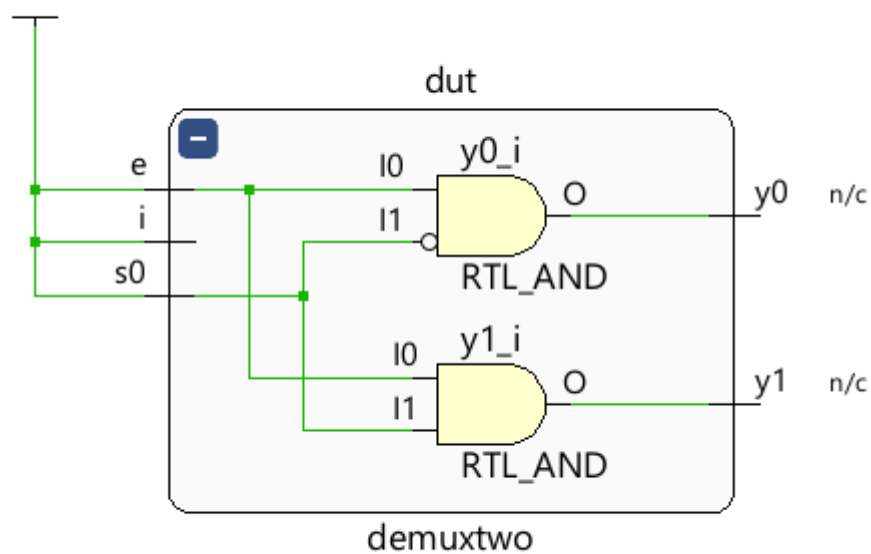 dut
−
e
I0
y0_i
O
y0
n/c
i
I1
s0
RTL_AND
I0
y1_i
O
y1
n/c
I1
RTL_AND
demuxtwo